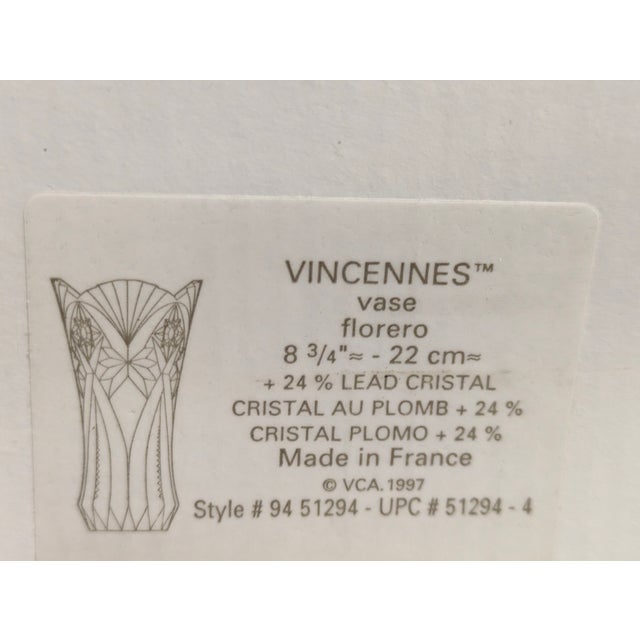 VINCENNES™
vase
florero
8 3/4"≈ - 22 cm≈
+ 24 % LEAD CRISTAL
CRISTAL AU PLOMB + 24 %
CRISTAL PLOMO + 24 %
Made in France
© VCA. 1997
Style # 94 51294 - UPC # 51294 - 4